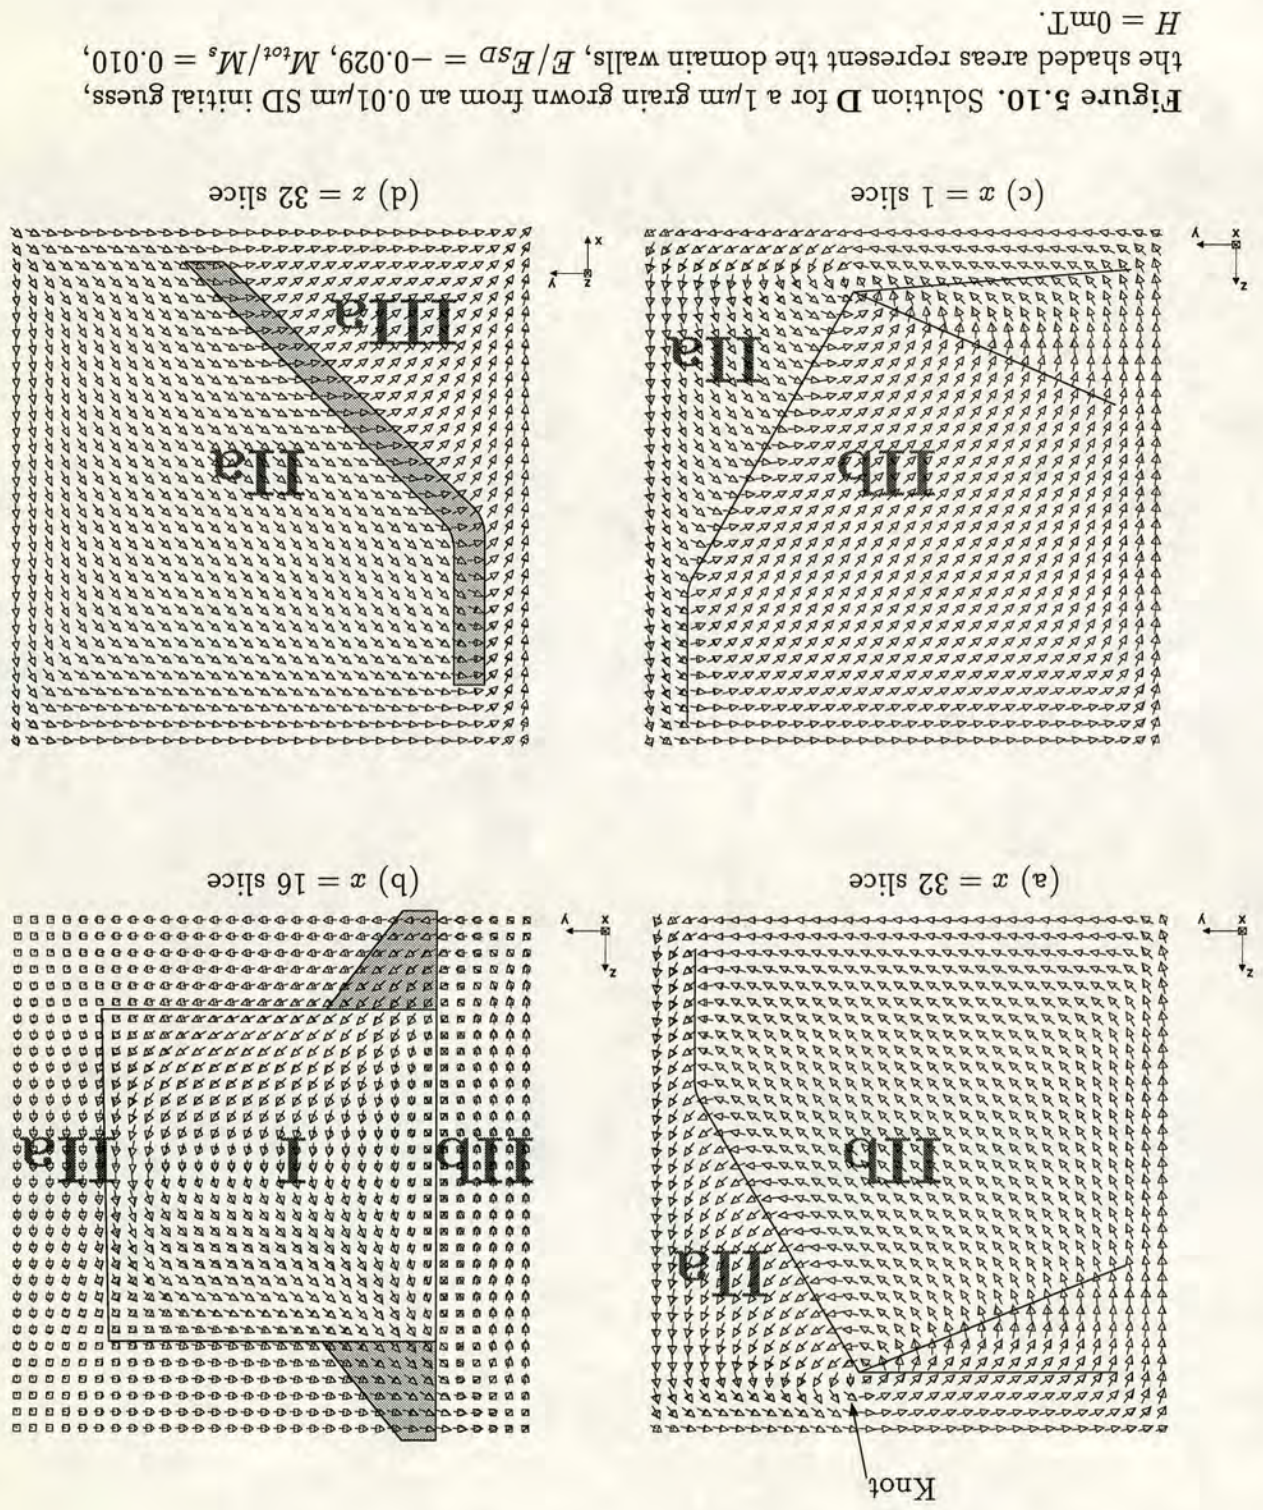 Knot
IIa
IIb
Z
X Y
(a) x = 32 slice
IIb I IIa
Z
X Y
(b) x = 16 slice
IIb
IIa
Z
X Y
(c) x = 1 slice
IIa
IIIa
Z Y
X
(d) z = 32 slice
Figure 5.10. Solution D for a 1μm grain grown from an 0.01μm SD initial guess,
the shaded areas represent the domain walls, E/E_SD = −0.029, M_tot/M_s = 0.010,
H = 0mT.